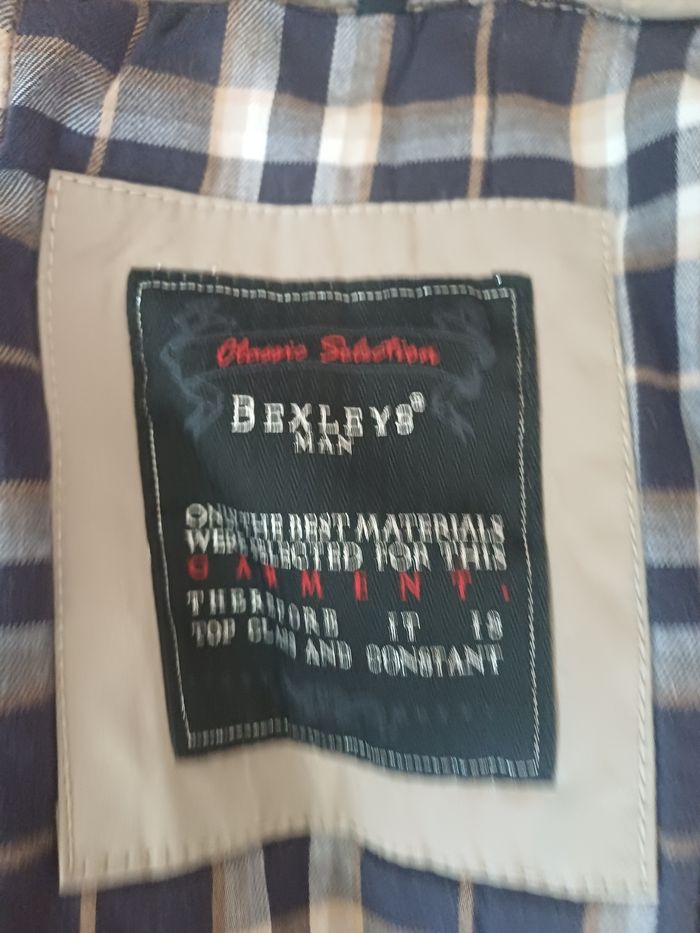 Classic Selection
BEXLEYS®
MAN
ONLY THE BEST MATERIALS
WERE SELECTED FOR THIS
GARMENT,
THEREFORE IT IS
TOP CLASS AND CONSTANT